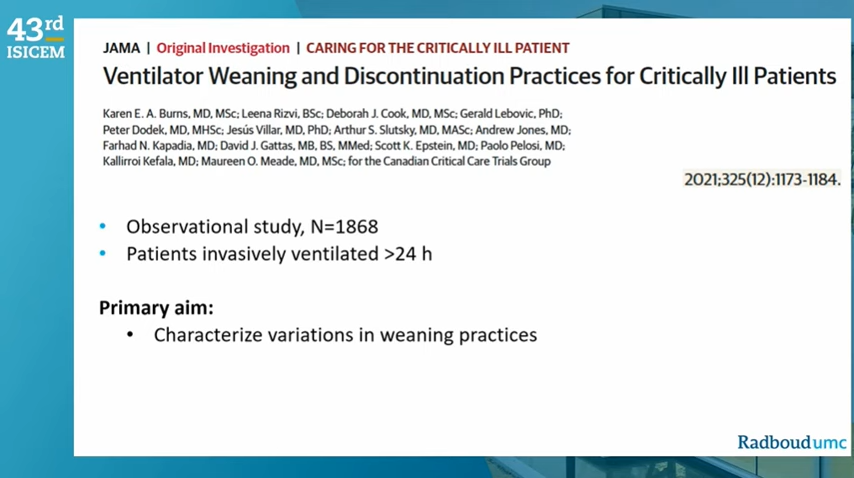 43rd
ISICEM
JAMA | Original Investigation | CARING FOR THE CRITICALLY ILL PATIENT
Ventilator Weaning and Discontinuation Practices for Critically Ill Patients
Karen E. A. Burns, MD, MSc; Leena Rizvi, BSc; Deborah J. Cook, MD, MSc; Gerald Lebovic, PhD;
Peter Dodek, MD, MHSc; Jesús Villar, MD, PhD; Arthur S. Slutsky, MD, MASc; Andrew Jones, MD;
Farhad N. Kapadia, MD; David J. Gattas, MB, BS, MMed; Scott K. Epstein, MD; Paolo Pelosi, MD;
Kallirroi Kefala, MD; Maureen O. Meade, MD, MSc; for the Canadian Critical Care Trials Group
2021;325(12):1173-1184.
• Observational study, N=1868
• Patients invasively ventilated >24 h
Primary aim:
• Characterize variations in weaning practices
Radboudumc